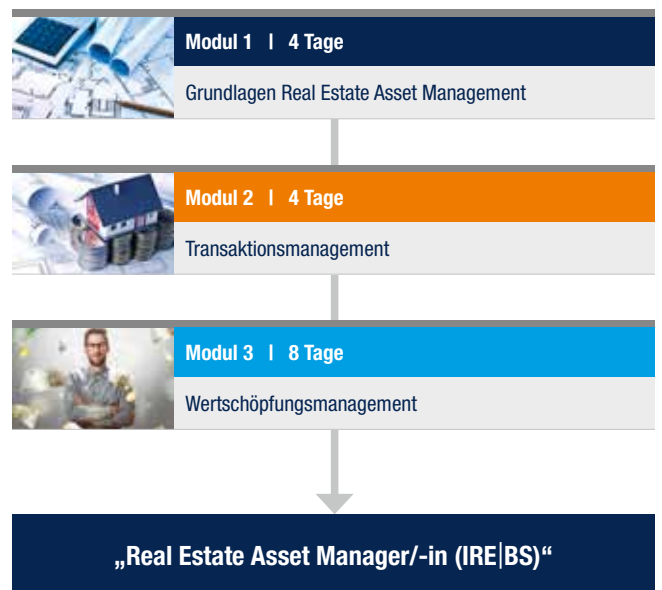 Modul 1 | 4 Tage
Grundlagen Real Estate Asset Management
Modul 2 | 4 Tage
Transaktionsmanagement
Modul 3 | 8 Tage
Wertschöpfungsmanagement
„Real Estate Asset Manager/-in (IRE|BS)“